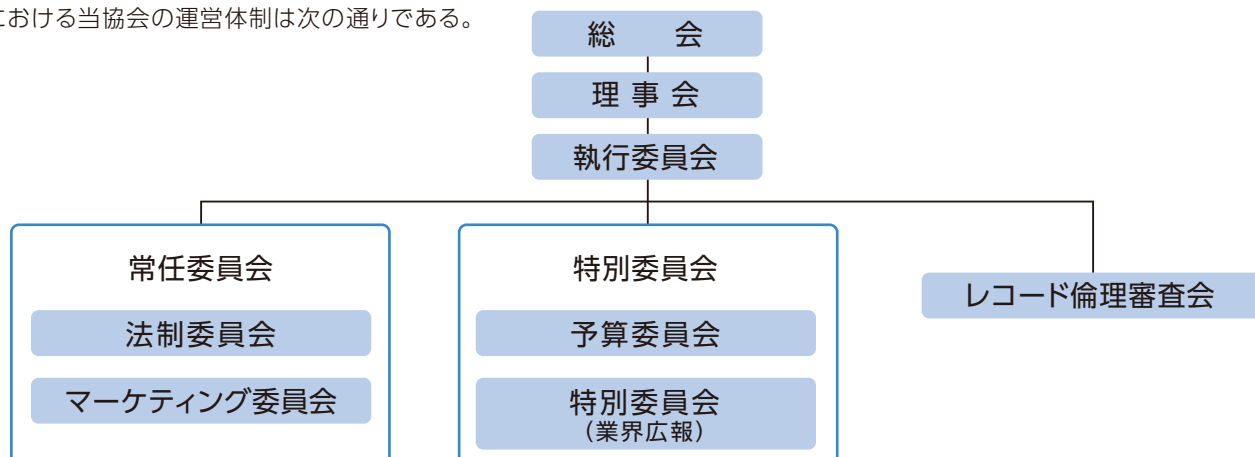 における当協会の運営体制は次の通りである。
総　会
理事会
執行委員会
常任委員会
法制委員会
マーケティング委員会
特別委員会
予算委員会
特別委員会
（業界広報）
レコード倫理審査会